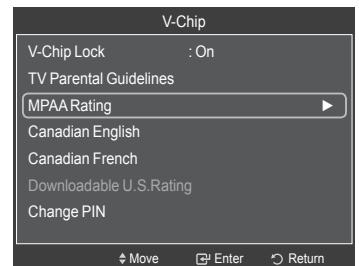 V-Chip
V-Chip Lock : On
TV Parental Guidelines
MPAA Rating ►
Canadian English
Canadian French
Downloadable U.S.Rating
Change PIN
Move Enter Return